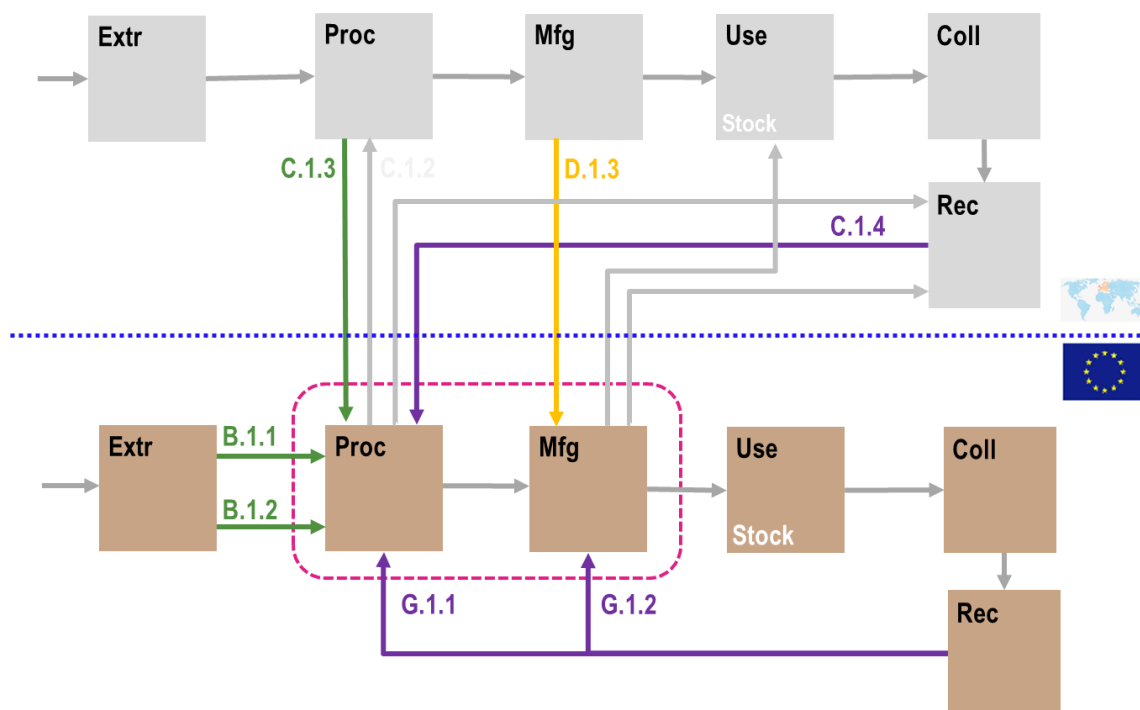 Extr
Proc
Mfg
Use
Coll
Stock
C.1.3
C.1.2
D.1.3
Rec
C.1.4
Extr
B.1.1
B.1.2
Proc
Mfg
Use
Stock
Coll
G.1.1
G.1.2
Rec